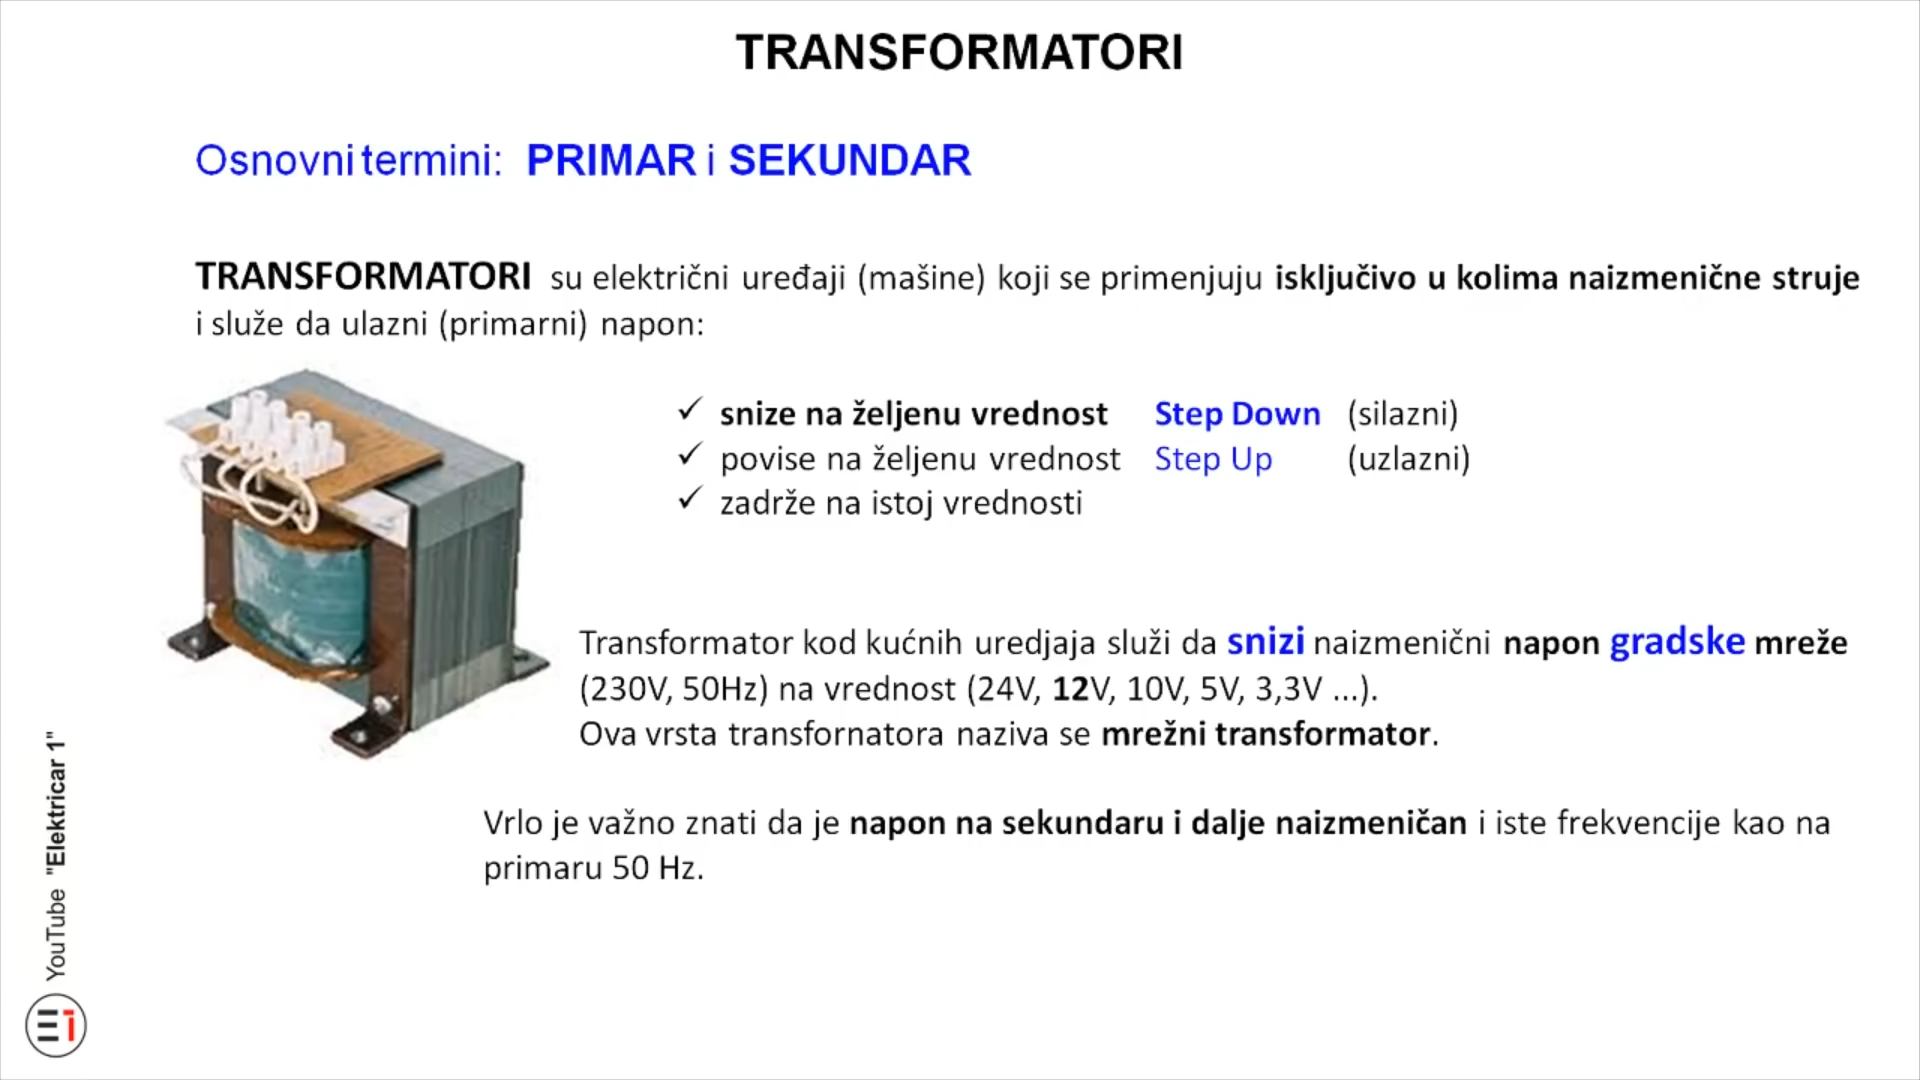 TRANSFORMATORI
Osnovni termini: PRIMAR i SEKUNDAR
TRANSFORMATORI su električni uređaji (mašine) koji se primenjuju isključivo u kolima naizmenične struje
i služe da ulazni (primarni) napon:
✓ snize na željenu vrednost Step Down (silazni)
✓ povise na željenu vrednost Step Up (uzlazni)
✓ zadrže na istoj vrednosti
Transformator kod kućnih uredjaja služi da snizi naizmenični napon gradske mreže
(230V, 50Hz) na vrednost (24V, 12V, 10V, 5V, 3,3V ...).
Ova vrsta transfornatora naziva se mrežni transformator.
Vrlo je važno znati da je napon na sekundaru i dalje naizmeničan i iste frekvencije kao na
primaru 50 Hz.
YouTube "Elektricar 1"
E1